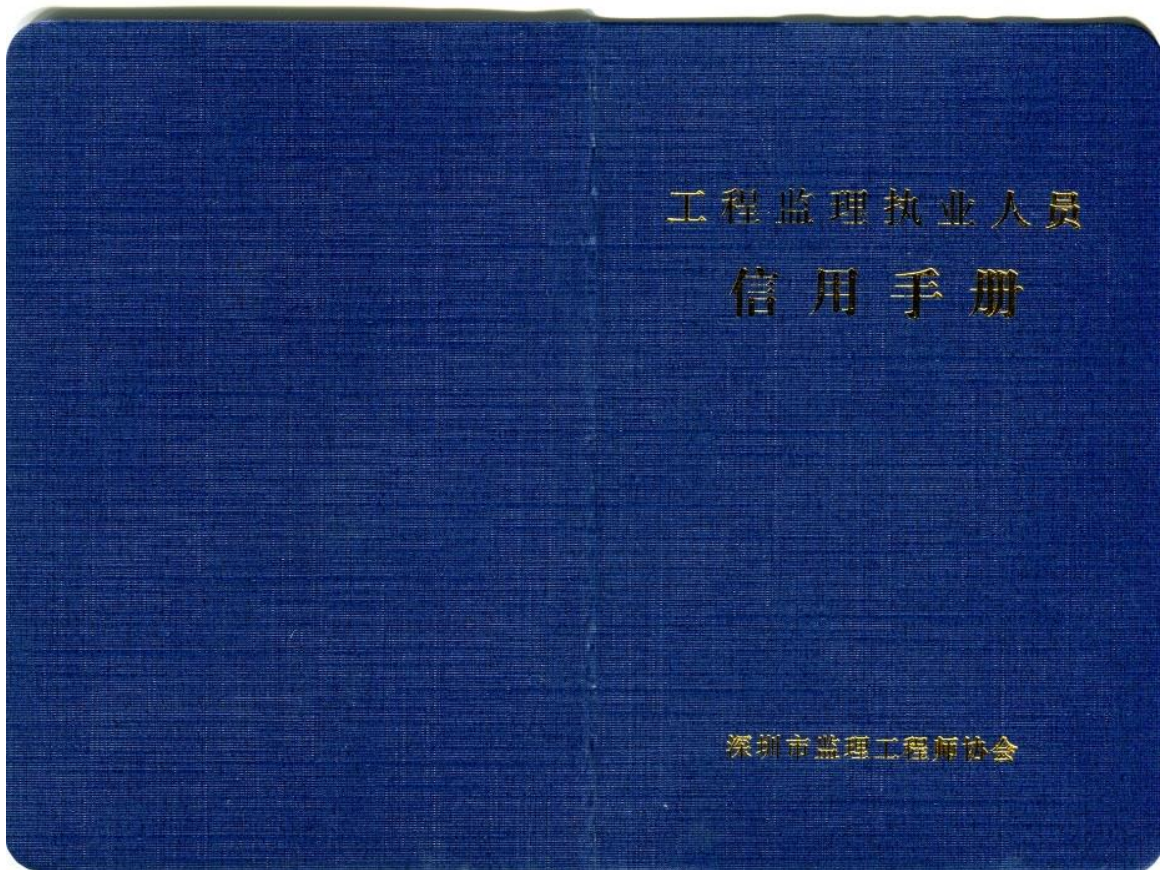 工程监理执业人员
信用手册
深圳市监理工程师协会